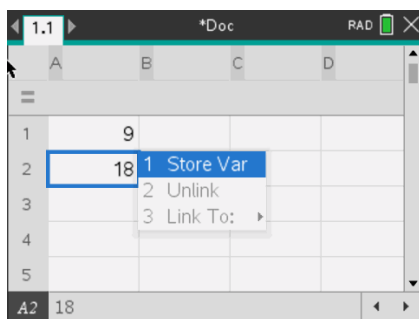 1.1 *Doc RAD
A B C D
=
1 9
2 18
3
4
5
1 Store Var
2 Unlink
3 Link To:
A2 18